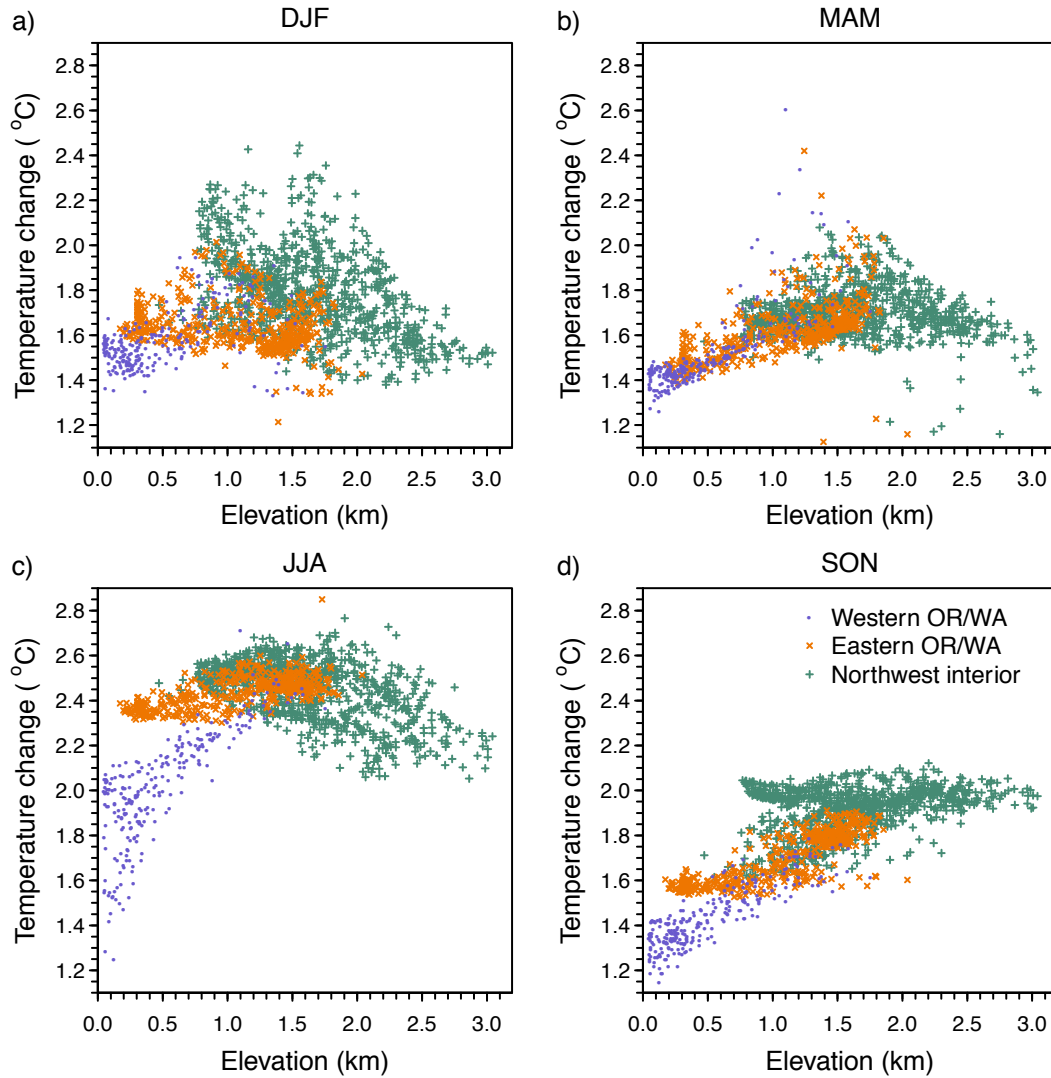 a) DJF
Temperature change ( °C)
2.8
2.6
2.4
2.2
2.0
1.8
1.6
1.4
1.2
0.0 0.5 1.0 1.5 2.0 2.5 3.0
Elevation (km)
b) MAM
Temperature change ( °C)
2.8
2.6
2.4
2.2
2.0
1.8
1.6
1.4
1.2
0.0 0.5 1.0 1.5 2.0 2.5 3.0
Elevation (km)
c) JJA
Temperature change ( °C)
2.8
2.6
2.4
2.2
2.0
1.8
1.6
1.4
1.2
0.0 0.5 1.0 1.5 2.0 2.5 3.0
Elevation (km)
d) SON
Temperature change ( °C)
2.8
2.6
2.4
2.2
2.0
1.8
1.6
1.4
1.2
Western OR/WA
Eastern OR/WA
Northwest interior
0.0 0.5 1.0 1.5 2.0 2.5 3.0
Elevation (km)